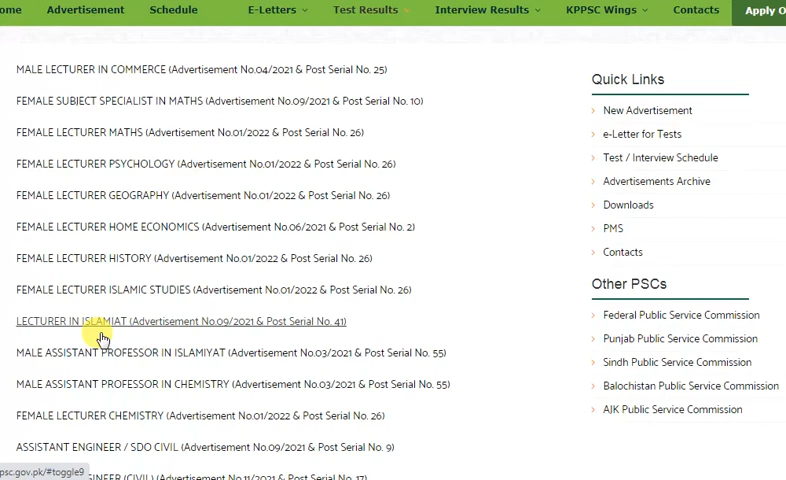 ome Advertisement Schedule E-Letters Test Results Interview Results KPPSC Wings Contacts Apply O
MALE LECTURER IN COMMERCE (Advertisement No.04/2021 & Post Serial No. 25)
FEMALE SUBJECT SPECIALIST IN MATHS (Advertisement No.09/2021 & Post Serial No. 10)
FEMALE LECTURER MATHS (Advertisement No.01/2022 & Post Serial No. 26)
FEMALE LECTURER PSYCHOLOGY (Advertisement No.01/2022 & Post Serial No. 26)
FEMALE LECTURER GEOGRAPHY (Advertisement No.01/2022 & Post Serial No. 26)
FEMALE LECTURER HOME ECONOMICS (Advertisement No.06/2021 & Post Serial No. 2)
FEMALE LECTURER HISTORY (Advertisement No.01/2022 & Post Serial No. 26)
FEMALE LECTURER ISLAMIC STUDIES (Advertisement No.01/2022 & Post Serial No. 26)
LECTURER IN ISLAMIAT (Advertisement No.09/2021 & Post Serial No. 41)
MALE ASSISTANT PROFESSOR IN ISLAMIYAT (Advertisement No.03/2021 & Post Serial No. 55)
MALE ASSISTANT PROFESSOR IN CHEMISTRY (Advertisement No.03/2021 & Post Serial No. 55)
FEMALE LECTURER CHEMISTRY (Advertisement No.01/2022 & Post Serial No. 26)
ASSISTANT ENGINEER / SDO CIVIL (Advertisement No.09/2021 & Post Serial No. 9)
psc.gov.pk/#toggle9
GINEER (CIVIL) (Advertisement No.11/2021 & Post Serial No. 17)
Quick Links
New Advertisement
e-Letter for Tests
Test / Interview Schedule
Advertisements Archive
Downloads
PMS
Contacts
Other PSCs
Federal Public Service Commission
Punjab Public Service Commission
Sindh Public Service Commission
Balochistan Public Service Commission
AJK Public Service Commission